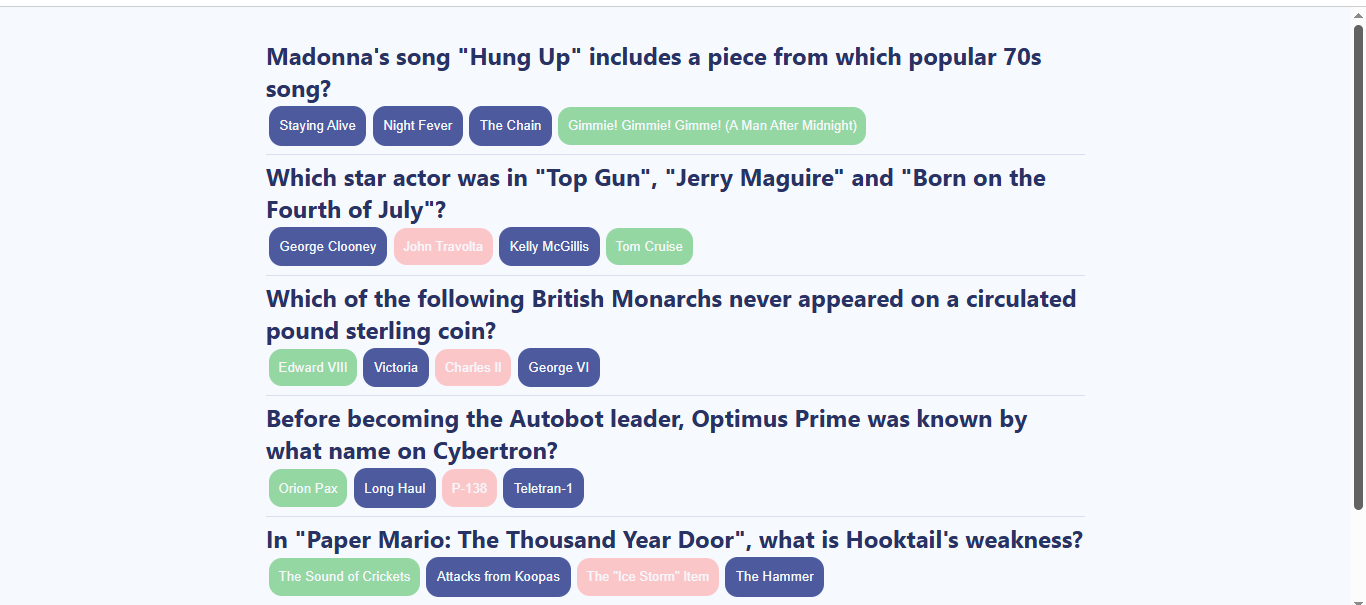 Madonna's song "Hung Up" includes a piece from which popular 70s
song?
Staying Alive Night Fever The Chain Gimmie! Gimmie! Gimme! (A Man After Midnight)
Which star actor was in "Top Gun", "Jerry Maguire" and "Born on the
Fourth of July"?
George Clooney John Travolta Kelly McGillis Tom Cruise
Which of the following British Monarchs never appeared on a circulated
pound sterling coin?
Edward VIII Victoria Charles II George VI
Before becoming the Autobot leader, Optimus Prime was known by
what name on Cybertron?
Orion Pax Long Haul P-138 Teletran-1
In "Paper Mario: The Thousand Year Door", what is Hooktail's weakness?
The Sound of Crickets Attacks from Koopas The "Ice Storm" Item The Hammer